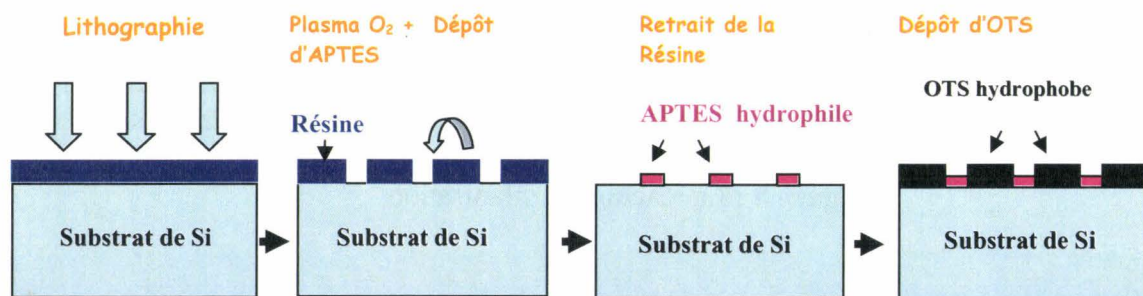 Lithographie
Plasma O₂ + Dépôt
d'APTES
Retrait de la
Résine
Dépôt d'OTS
Résine
APTES hydrophile
OTS hydrophobe
Substrat de Si
Substrat de Si
Substrat de Si
Substrat de Si